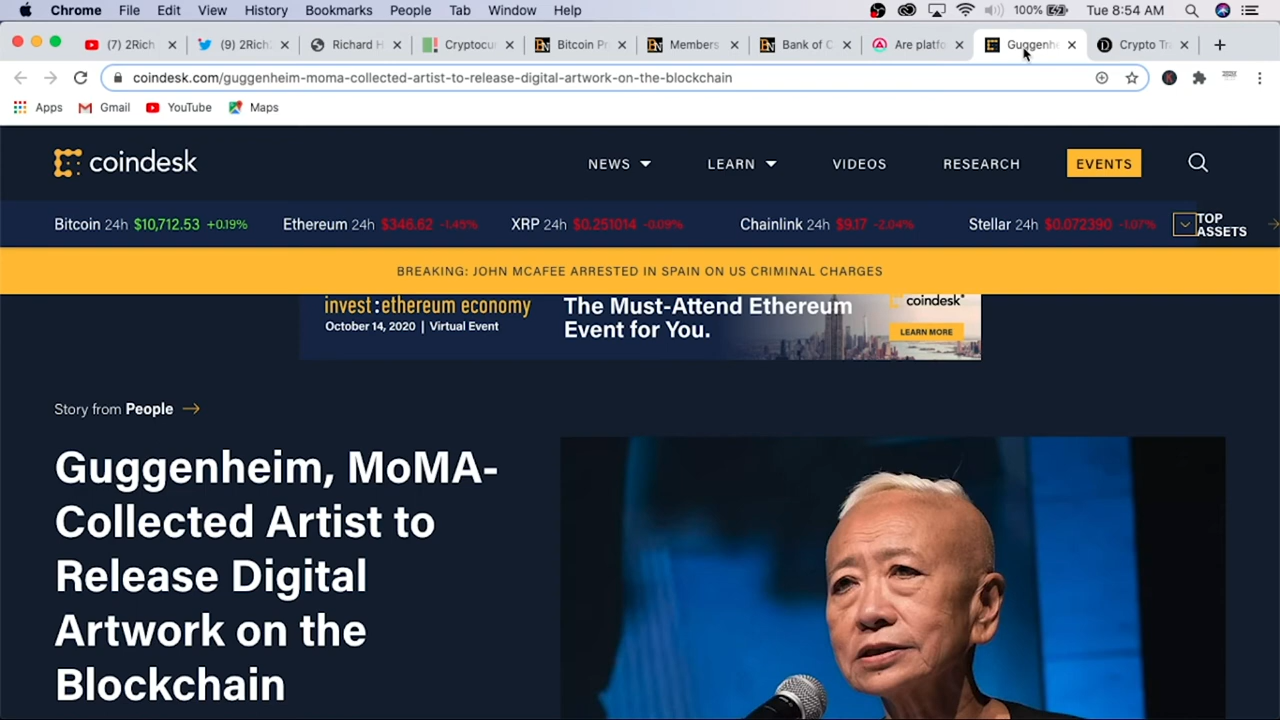 Chrome File Edit View History Bookmarks People Tab Window Help 100% Tue 8:54 AM
(7) 2Rich (9) 2Rich Richard H Cryptocur Bitcoin Pr Members Bank of C Are platfo Guggenhe Crypto Tr
coindesk.com/guggenheim-moma-collected-artist-to-release-digital-artwork-on-the-blockchain
Apps Gmail YouTube Maps
coindesk NEWS LEARN VIDEOS RESEARCH EVENTS
Bitcoin 24h $10,712.53 +0.19% Ethereum 24h $346.62 -1.45% XRP 24h $0.251014 -0.09% Chainlink 24h $9.17 -2.04% Stellar 24h $0.072390 -1.07% TOP
ASSETS
BREAKING: JOHN MCAFEE ARRESTED IN SPAIN ON US CRIMINAL CHARGES
invest:ethereum economy
October 14, 2020 | Virtual Event
The Must-Attend Ethereum
Event for You.
coindesk
LEARN MORE
Story from People
Guggenheim, MoMA-
Collected Artist to
Release Digital
Artwork on the
Blockchain